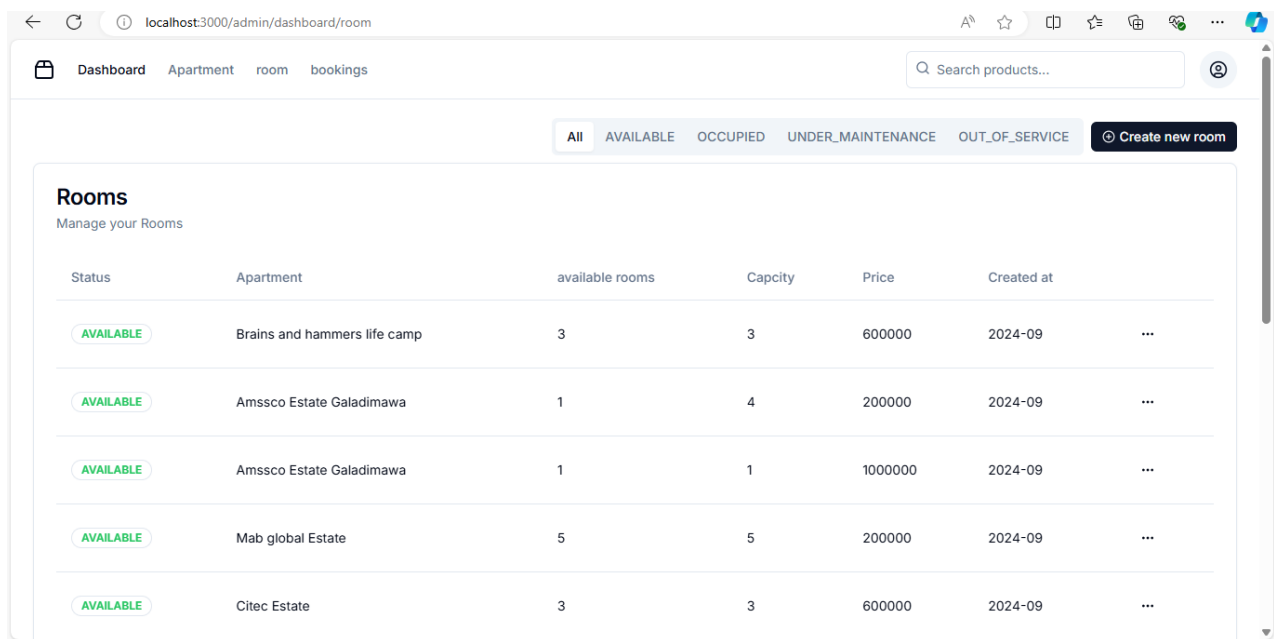 localhost:3000/admin/dashboard/room
Dashboard Apartment room bookings Search products...
All AVAILABLE OCCUPIED UNDER_MAINTENANCE OUT_OF_SERVICE Create new room
Rooms
Manage your Rooms
Status Apartment available rooms Capcity Price Created at
AVAILABLE Brains and hammers life camp 3 3 600000 2024-09 ...
AVAILABLE Amssco Estate Galadimawa 1 4 200000 2024-09 ...
AVAILABLE Amssco Estate Galadimawa 1 1 1000000 2024-09 ...
AVAILABLE Mab global Estate 5 5 200000 2024-09 ...
AVAILABLE Citec Estate 3 3 600000 2024-09 ...